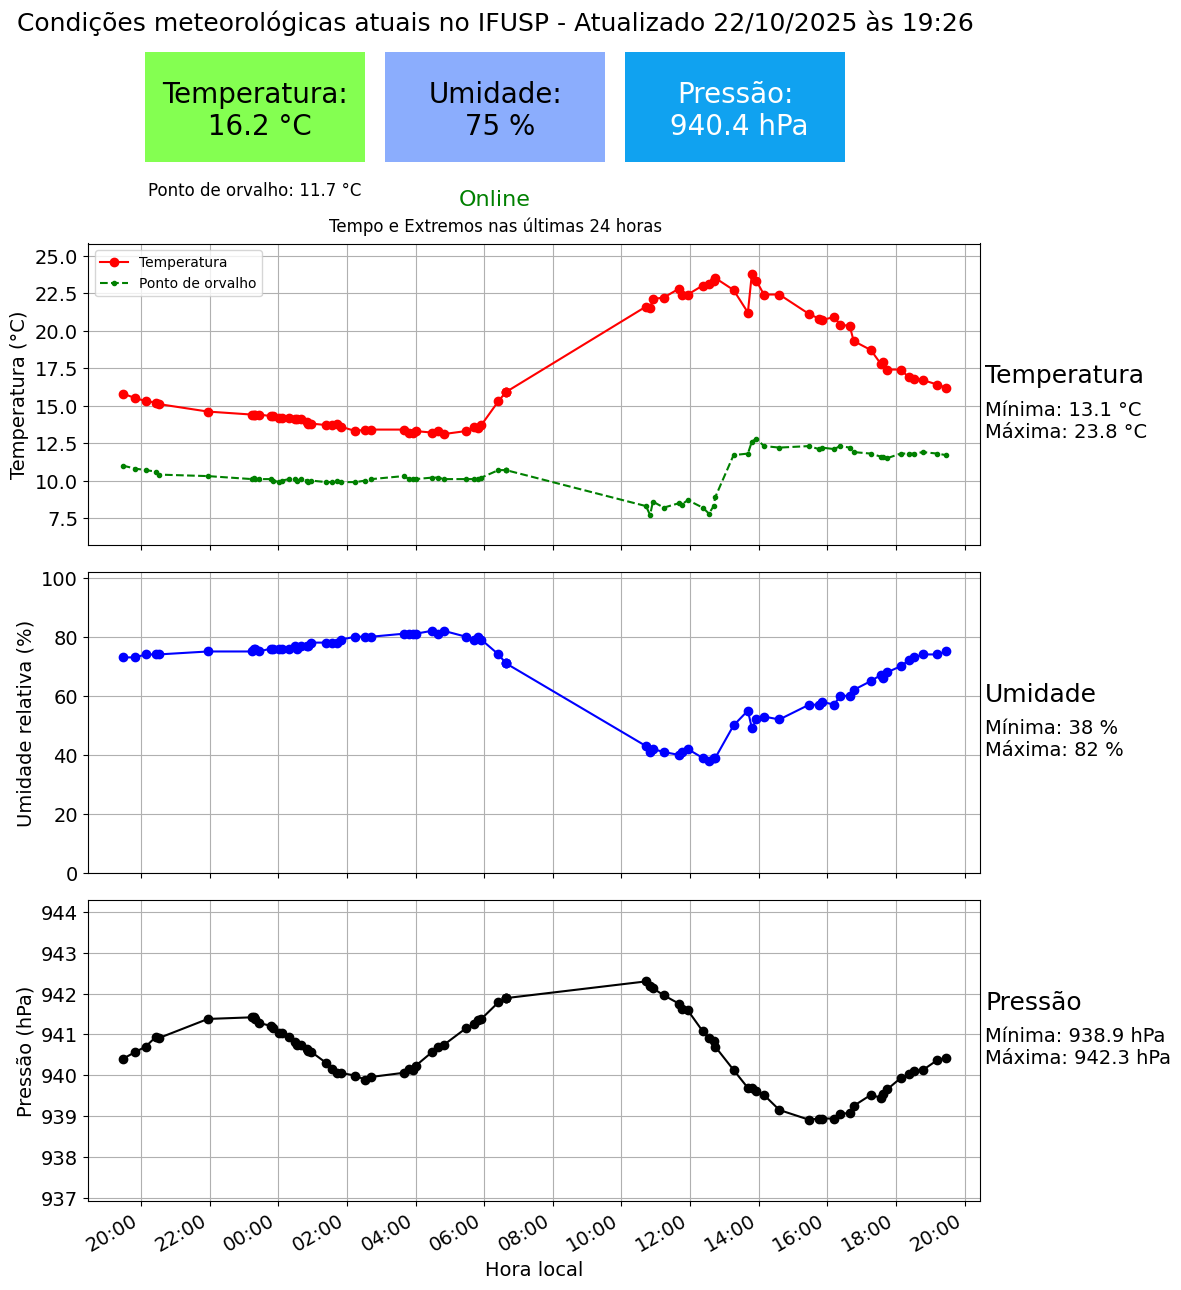 Condições meteorológicas atuais no IFUSP - Atualizado 22/10/2025 às 19:26
Temperatura:
16.2 °C
Umidade:
75 %
Pressão:
940.4 hPa
Ponto de orvalho: 11.7 °C
Online
Tempo e Extremos nas últimas 24 horas
Temperatura
Ponto de orvalho
Temperatura (°C)
25.0
22.5
20.0
17.5
15.0
12.5
10.0
7.5
Temperatura
Mínima: 13.1 °C
Máxima: 23.8 °C
Umidade relativa (%)
100
80
60
40
20
0
Umidade
Mínima: 38 %
Máxima: 82 %
Pressão (hPa)
944
943
942
941
940
939
938
937
Pressão
Mínima: 938.9 hPa
Máxima: 942.3 hPa
20:00
22:00
00:00
02:00
04:00
06:00
08:00
10:00
12:00
14:00
16:00
18:00
20:00
Hora local